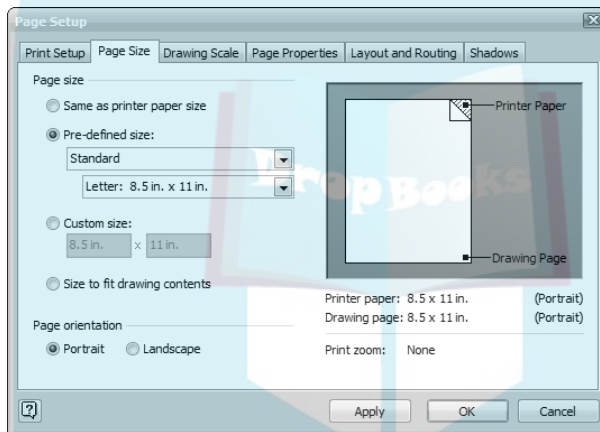 Page Setup
Print Setup Page Size Drawing Scale Page Properties Layout and Routing Shadows
Page size
Same as printer paper size
Pre-defined size:
Standard
Letter: 8.5 in. x 11 in.
Custom size:
8.5 in. x 11 in.
Size to fit drawing contents
Page orientation
Portrait Landscape
Printer Paper
DropBooks
Drawing Page
Printer paper: 8.5 x 11 in. (Portrait)
Drawing page: 8.5 x 11 in. (Portrait)
Print zoom: None
?
Apply OK Cancel